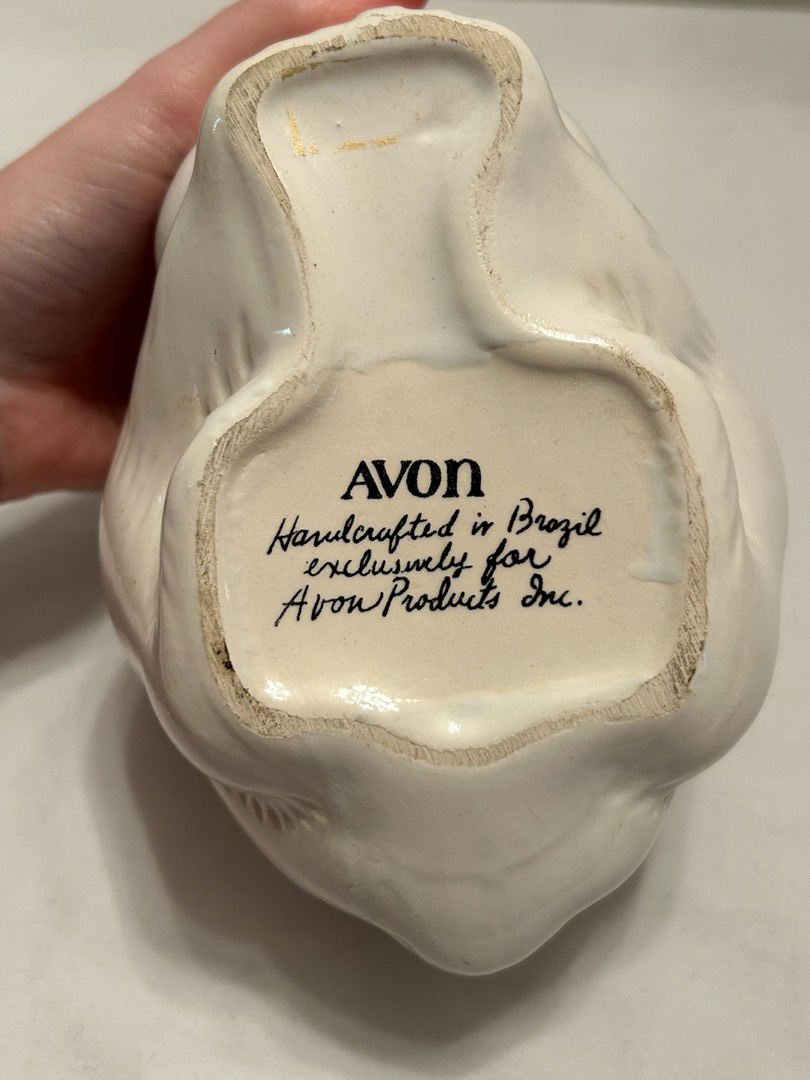 AVON
Handcrafted in Brazil
exclusively for
Avon Products Inc.